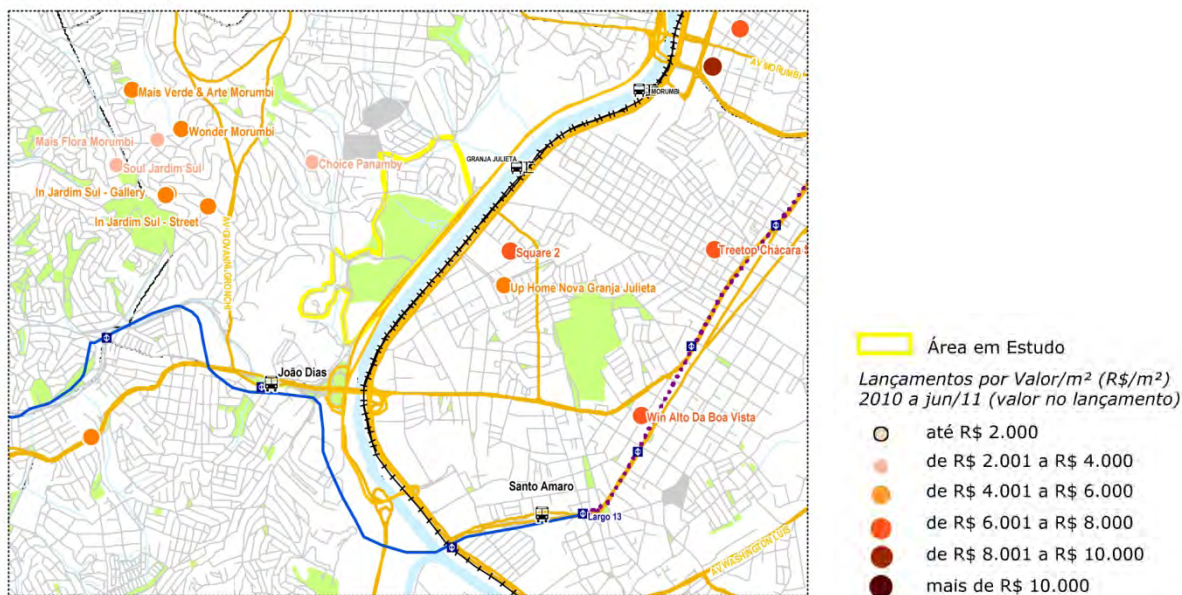 AV MORUMBI
MORUMBI
Mais Verde & Arte Morumbi
Wonder Morumbi
Mais Flora Morumbi
Soul Jardim Sul
Choice Panamby
GRANJA JULIETA
In Jardim Sul - Gallery
In Jardim Sul - Street
AV GIOVANNI GRONCHI
Square 2
Treetop Chácara S
Up Home Nova Granja Julieta
João Dias
Win Alto Da Boa Vista
Santo Amaro
Largo 13
AV WASHINGTON LUIS
Área em Estudo
Lançamentos por Valor/m² (R$/m²)
2010 a jun/11 (valor no lançamento)
até R$ 2.000
de R$ 2.001 a R$ 4.000
de R$ 4.001 a R$ 6.000
de R$ 6.001 a R$ 8.000
de R$ 8.001 a R$ 10.000
mais de R$ 10.000